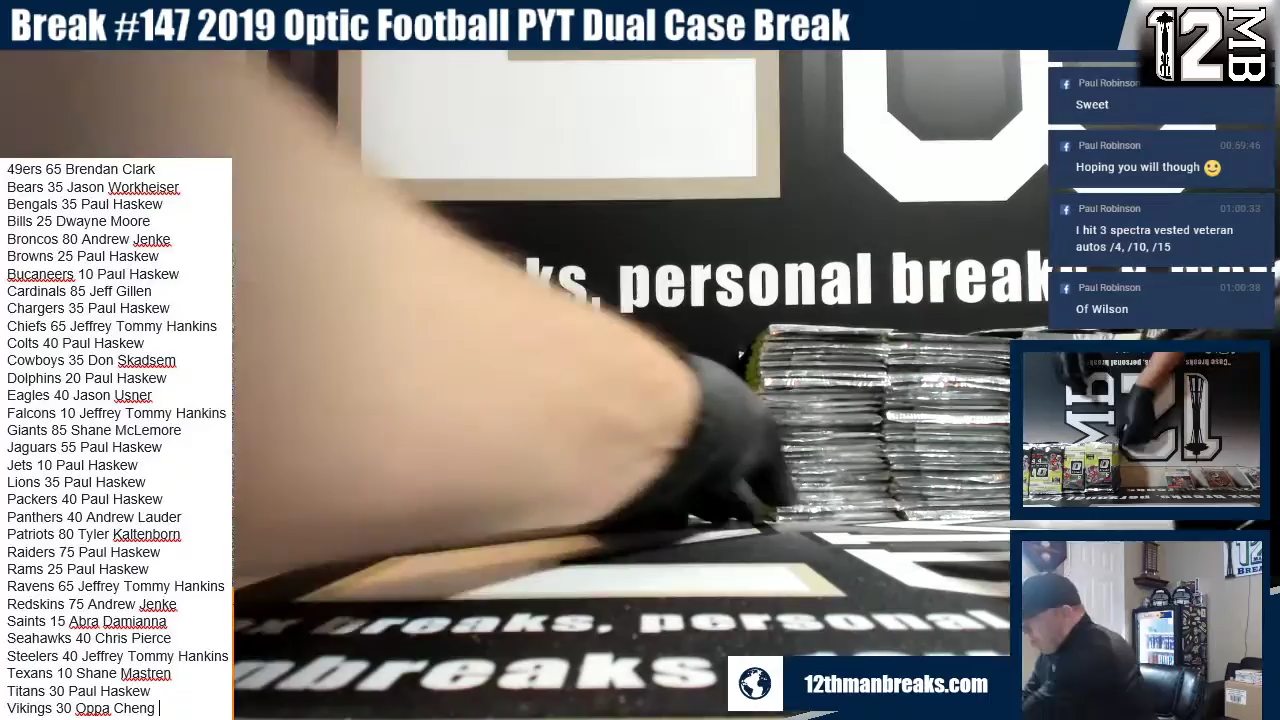 Break #147 2019 Optic Football PYT Dual Case Break
12
MB
Paul Robinson
Sweet
Paul Robinson 00:59:46
Hoping you will though
Paul Robinson 01:00:33
I hit 3 spectra vested veteran
autos /4, /10, /15
Paul Robinson 01:00:38
Of Wilson
49ers 65 Brendan Clark
Bears 35 Jason Workheiser
Bengals 35 Paul Haskew
Bills 25 Dwayne Moore
Broncos 80 Andrew Jenke
Browns 25 Paul Haskew
Bucaneers 10 Paul Haskew
Cardinals 85 Jeff Gillen
Chargers 35 Paul Haskew
Chiefs 65 Jeffrey Tommy Hankins
Colts 40 Paul Haskew
Cowboys 35 Don Skadsem
Dolphins 20 Paul Haskew
Eagles 40 Jason Usner
Falcons 10 Jeffrey Tommy Hankins
Giants 85 Shane McLemore
Jaguars 55 Paul Haskew
Jets 10 Paul Haskew
Lions 35 Paul Haskew
Packers 40 Paul Haskew
Panthers 40 Andrew Lauder
Patriots 80 Tyler Kaltenborn
Raiders 75 Paul Haskew
Rams 25 Paul Haskew
Ravens 65 Jeffrey Tommy Hankins
Redskins 75 Andrew Jenke
Saints 15 Abra Damianna
Seahawks 40 Chris Pierce
Steelers 40 Jeffrey Tommy Hankins
Texans 10 Shane Mastren
Titans 30 Paul Haskew
Vikings 30 Oppa Cheng
ks, personal break
breaks, personal
nbreaks
12thmanbreaks.com